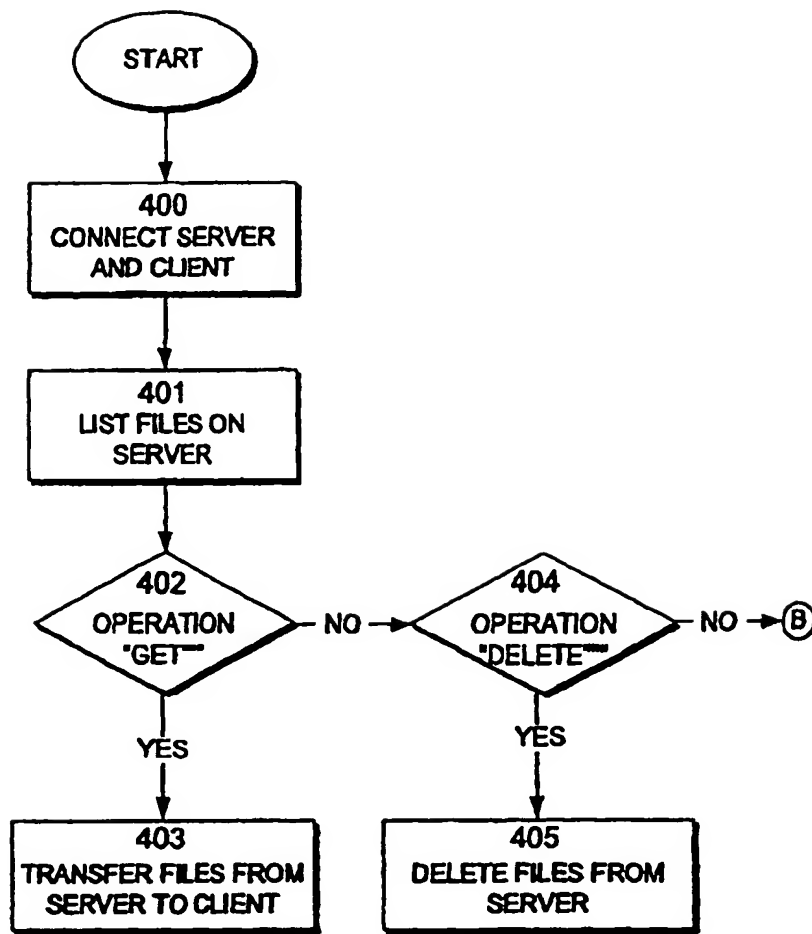 START
400
CONNECT SERVER
AND CLIENT
401
LIST FILES ON
SERVER
402
OPERATION
"GET"
NO
404
OPERATION
"DELETE"
NO
B
YES
YES
403
TRANSFER FILES FROM
SERVER TO CLIENT
405
DELETE FILES FROM
SERVER